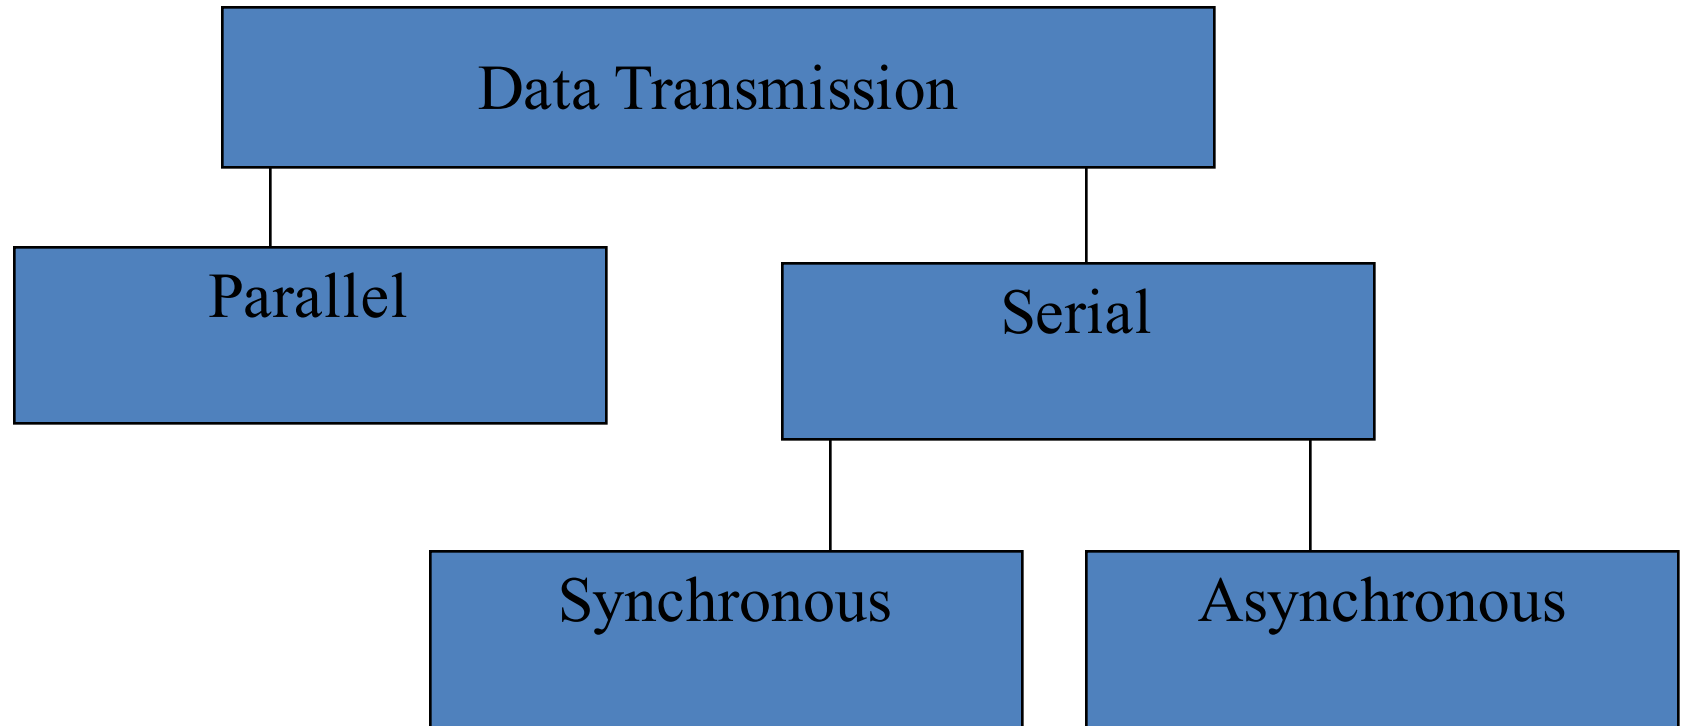 Data Transmission
Parallel
Serial
Synchronous
Asynchronous